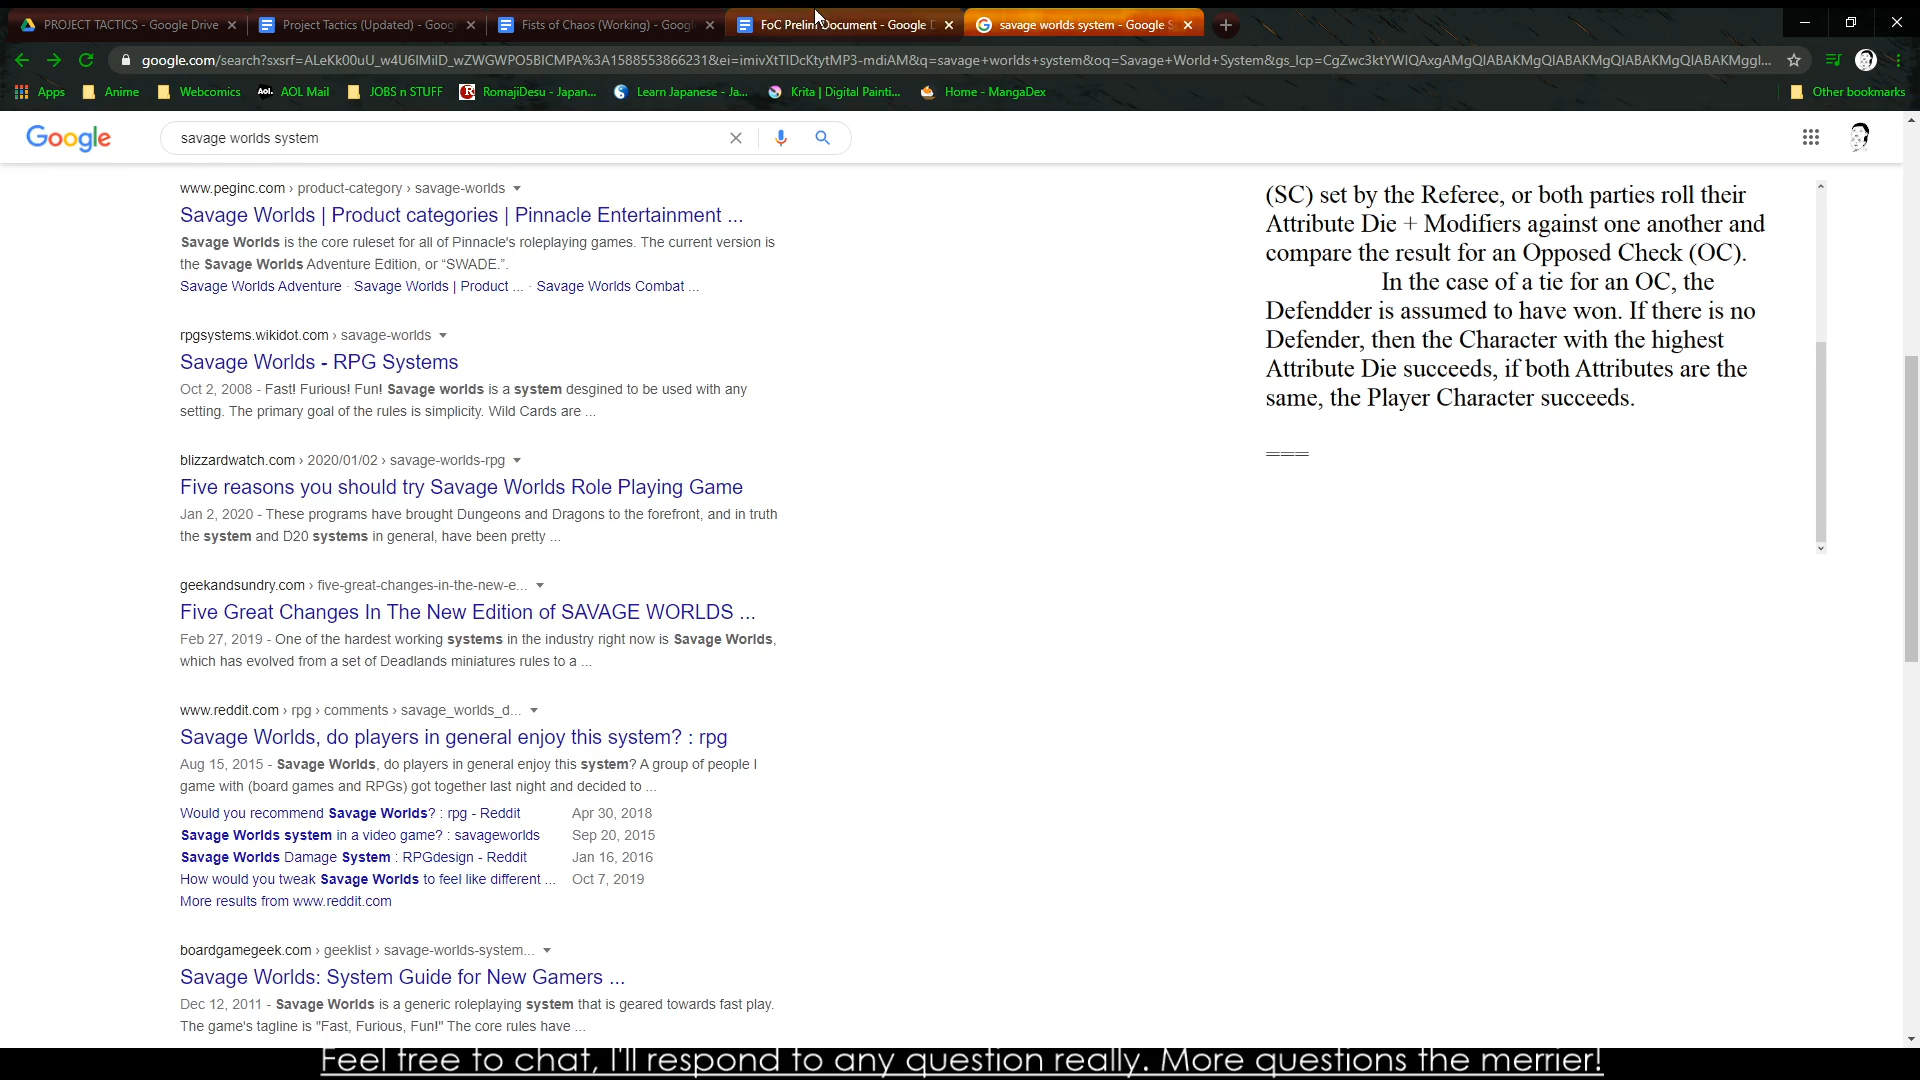 PROJECT TACTICS - Google Drive
Project Tactics (Updated) - Goog
Fists of Chaos (Working) - Googl
FoC Prelim Document - Google D
savage worlds system - Google S
google.com/search?sxsrf=ALeKk00uU_w4U6IMiID_wZWGWPO5BICMPA%3A1588553866231&ei=imivXtTIDcKtytMP3-mdiAM&q=savage+worlds+system&oq=Savage+World+System&gs_lcp=CgZwc3ktYWIQAxgAMgQIABAKMgQIABAKMgQIABAKMgQIABAKMggI...
Apps
Anime
Webcomics
Aol.
AOL Mail
JOBS n STUFF
RomajiDesu - Japan...
Learn Japanese - Ja...
Krita | Digital Painti...
Home - MangaDex
Other bookmarks
Google
savage worlds system
www.peginc.com › product-category › savage-worlds
Savage Worlds | Product categories | Pinnacle Entertainment ...
Savage Worlds is the core ruleset for all of Pinnacle's roleplaying games. The current version is
the Savage Worlds Adventure Edition, or “SWADE.”.
Savage Worlds Adventure · Savage Worlds | Product ... · Savage Worlds Combat ...
rpgsystems.wikidot.com › savage-worlds
Savage Worlds - RPG Systems
Oct 2, 2008 - Fast! Furious! Fun! Savage worlds is a system desgined to be used with any
setting. The primary goal of the rules is simplicity. Wild Cards are ...
blizzardwatch.com › 2020/01/02 › savage-worlds-rpg
Five reasons you should try Savage Worlds Role Playing Game
Jan 2, 2020 - These programs have brought Dungeons and Dragons to the forefront, and in truth
the system and D20 systems in general, have been pretty ...
geekandsundry.com › five-great-changes-in-the-new-e...
Five Great Changes In The New Edition of SAVAGE WORLDS ...
Feb 27, 2019 - One of the hardest working systems in the industry right now is Savage Worlds,
which has evolved from a set of Deadlands miniatures rules to a ...
www.reddit.com › rpg › comments › savage_worlds_d...
Savage Worlds, do players in general enjoy this system? : rpg
Aug 15, 2015 - Savage Worlds, do players in general enjoy this system? A group of people I
game with (board games and RPGs) got together last night and decided to ...
Would you recommend Savage Worlds? : rpg - Reddit Apr 30, 2018
Savage Worlds system in a video game? : savageworlds Sep 20, 2015
Savage Worlds Damage System : RPGdesign - Reddit Jan 16, 2016
How would you tweak Savage Worlds to feel like different ... Oct 7, 2019
More results from www.reddit.com
boardgamegeek.com › geeklist › savage-worlds-system...
Savage Worlds: System Guide for New Gamers ...
Dec 12, 2011 - Savage Worlds is a generic roleplaying system that is geared towards fast play.
The game's tagline is "Fast, Furious, Fun!" The core rules have ...
(SC) set by the Referee, or both parties roll their
Attribute Die + Modifiers against one another and
compare the result for an Opposed Check (OC).
In the case of a tie for an OC, the
Defendder is assumed to have won. If there is no
Defender, then the Character with the highest
Attribute Die succeeds, if both Attributes are the
same, the Player Character succeeds.
===
Feel free to chat, I'll respond to any question really. More questions the merrier!